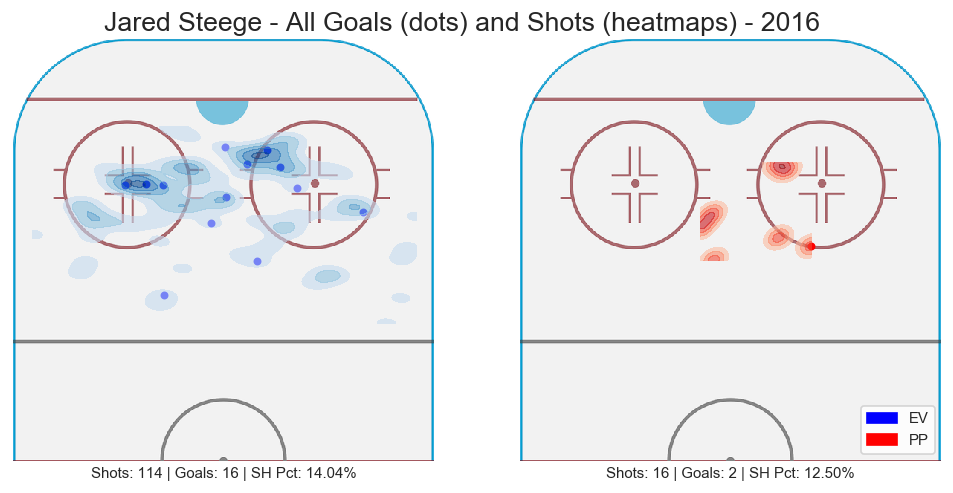 Jared Steege - All Goals (dots) and Shots (heatmaps) - 2016
EV
PP
Shots: 114 | Goals: 16 | SH Pct: 14.04%
Shots: 16 | Goals: 2 | SH Pct: 12.50%